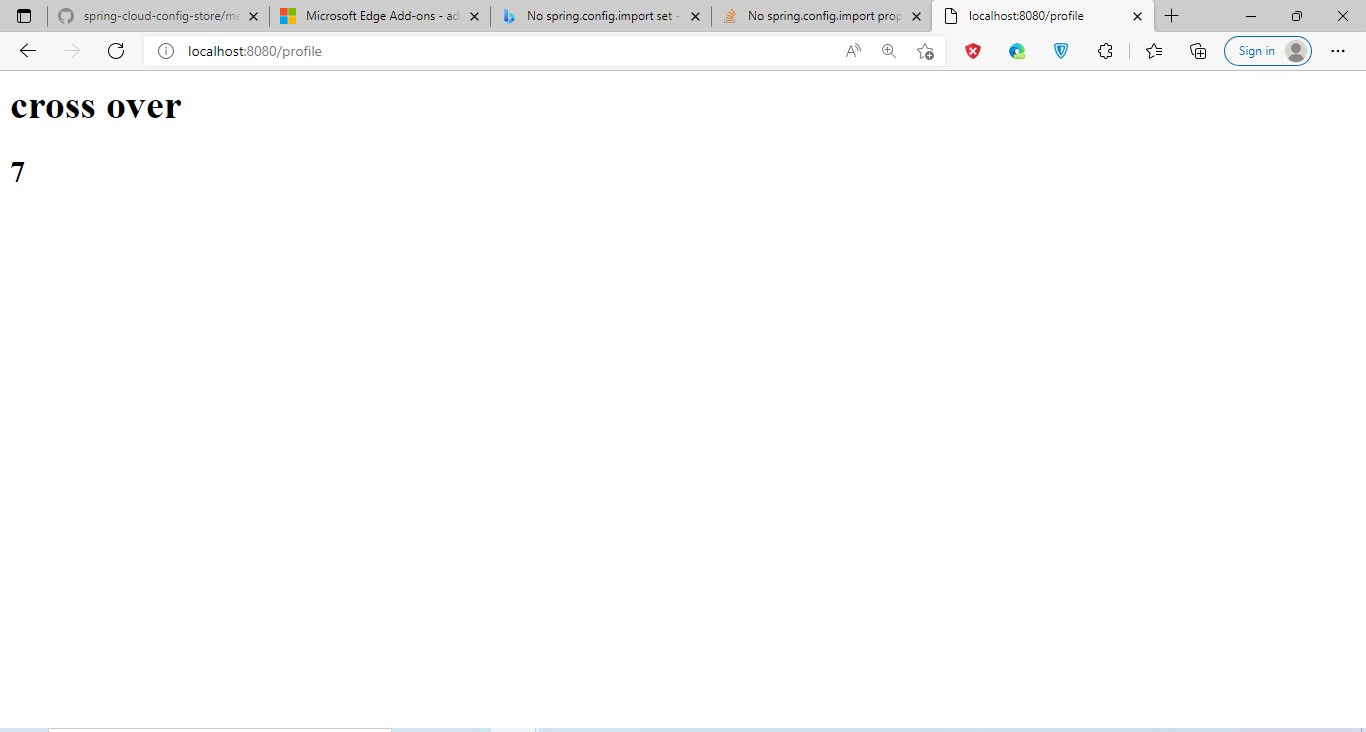 spring-cloud-config-store/me
Microsoft Edge Add-ons - ad
No spring.config.import set -
No spring.config.import prop
localhost:8080/profile
localhost:8080/profile
Sign in
cross over
7